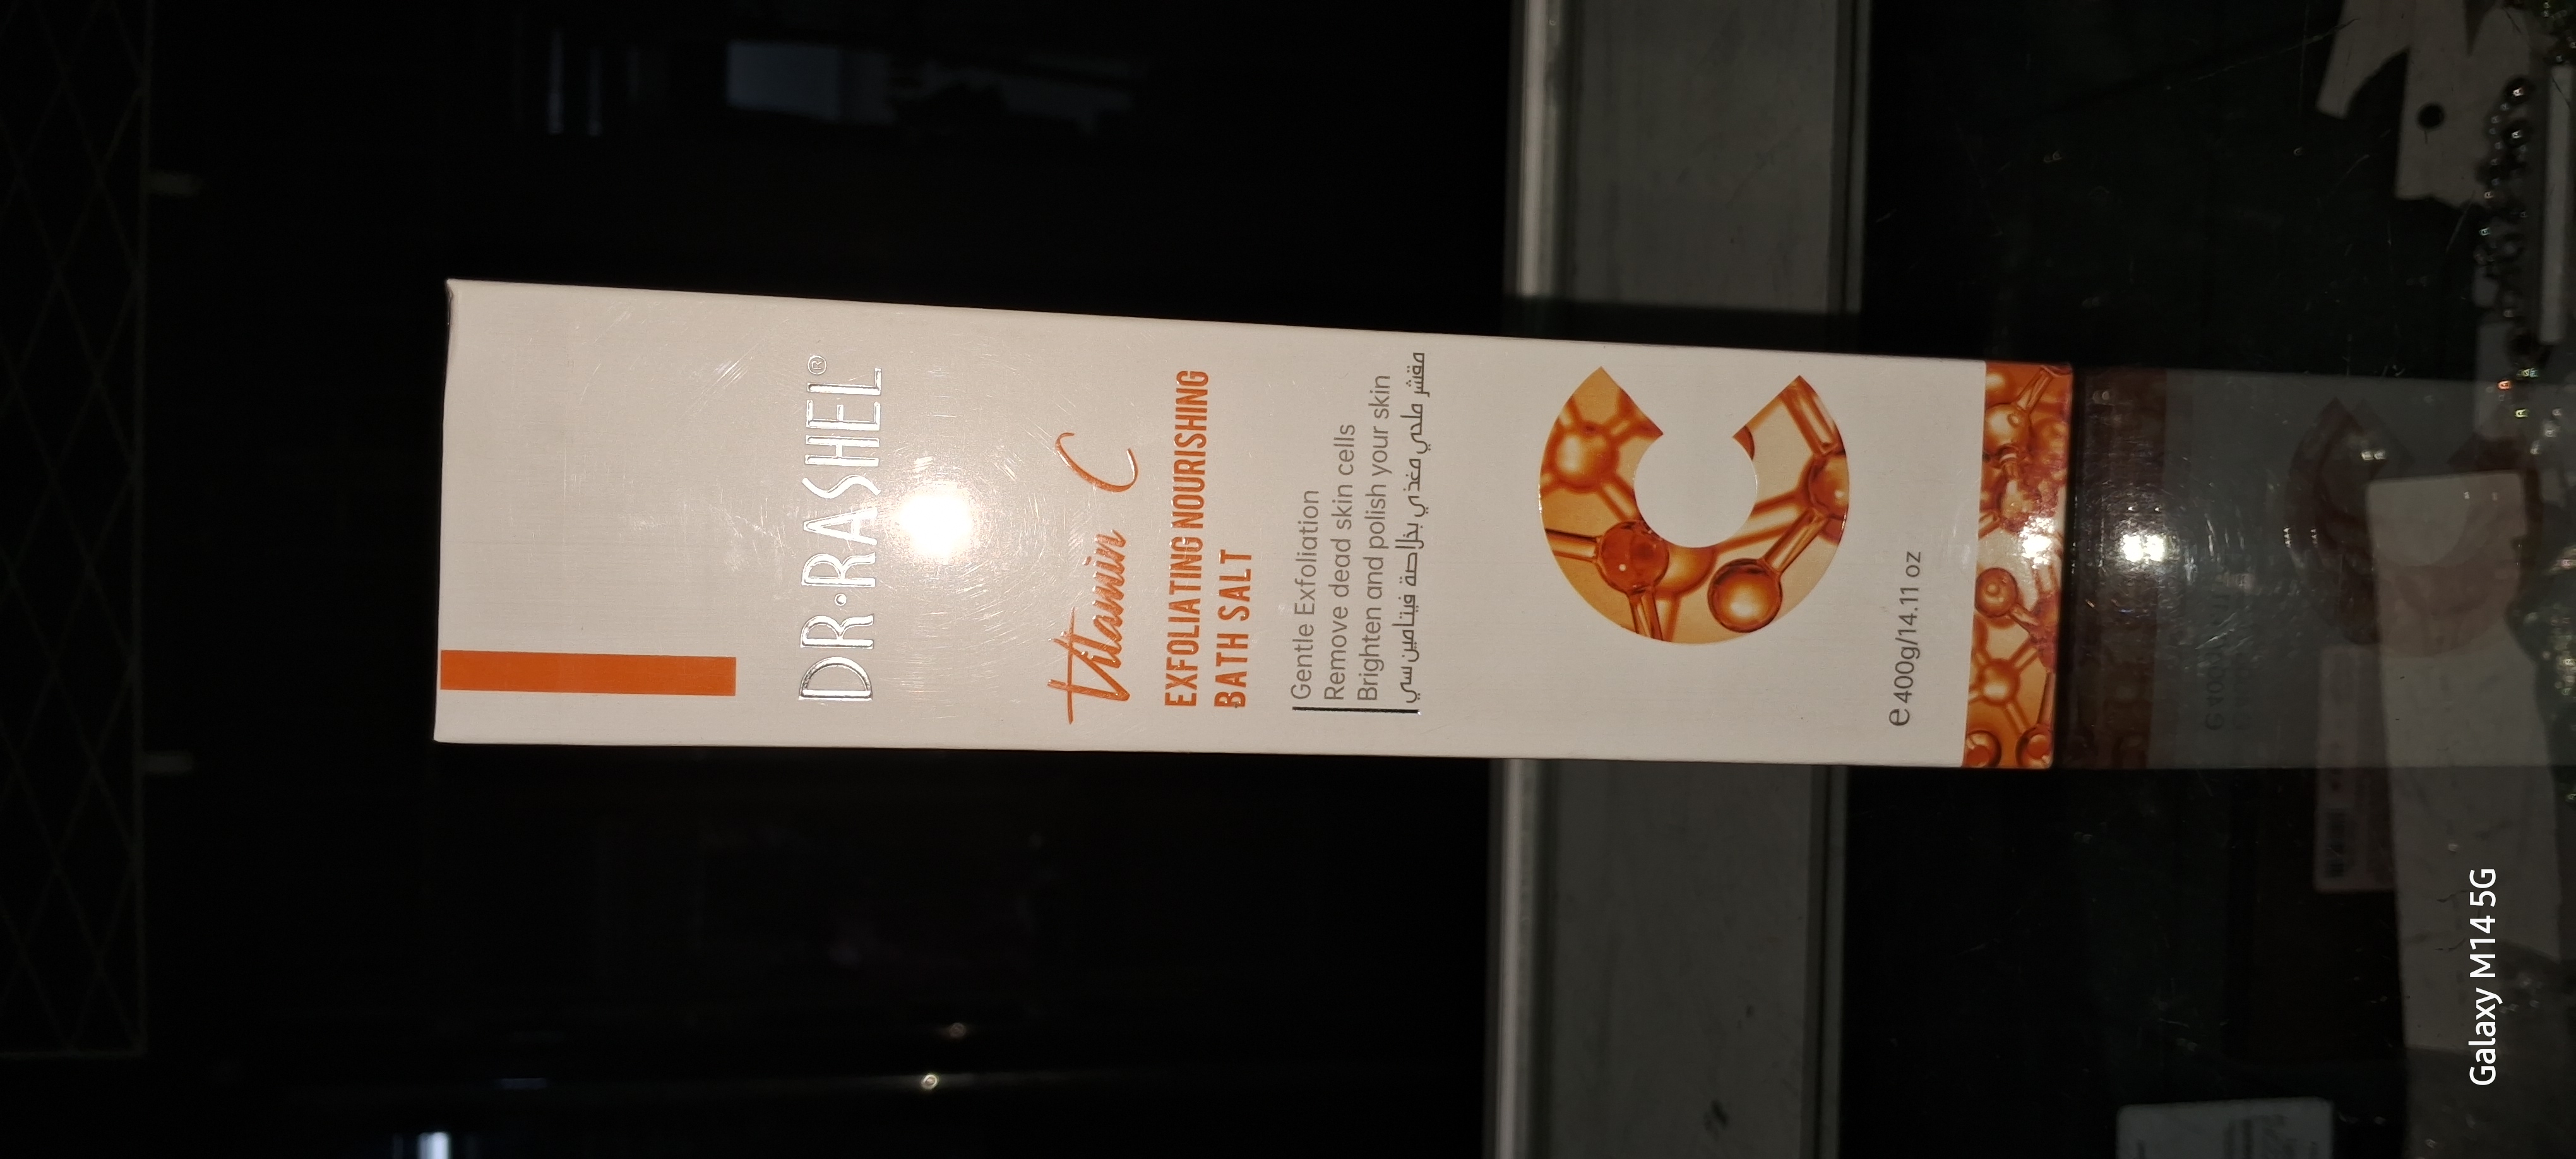 DR·RASHEL®
Vitamin C
EXFOLIATING NOURISHING
BATH SALT
Gentle Exfoliation
Remove dead skin cells
Brighten and polish your skin
مقشر ملحي مغذي بخلاصة فيتامين سي
e400g/14.11 oz
Galaxy M14 5G